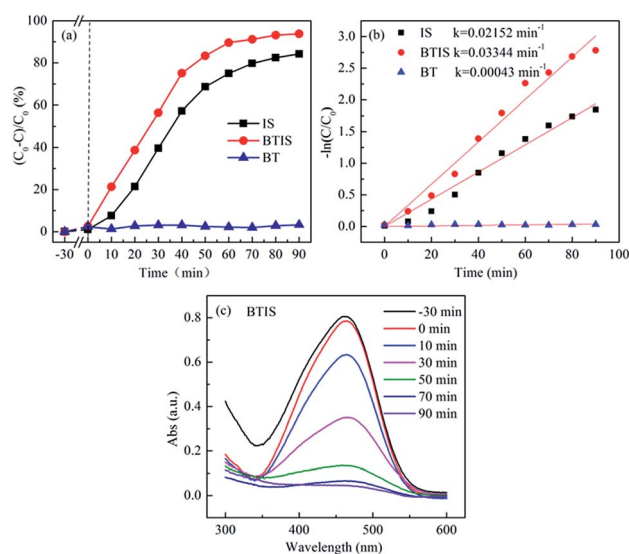 (a)
(C₀-C)/C₀ (%)
100
80
60
40
20
0
IS
BTIS
BT
-30 0 10 20 30 40 50 60 70 80 90
Time（min）
(b)
-ln(C/C₀)
3.0
2.5
2.0
1.5
1.0
0.5
0.0
IS k=0.02152 min⁻¹
BTIS k=0.03344 min⁻¹
BT k=0.00043 min⁻¹
0 20 40 60 80 100
Time (min)
(c) BTIS
Abs (a.u.)
0.8
0.6
0.4
0.2
0.0
-30 min
0 min
10 min
30 min
50 min
70 min
90 min
300 400 500 600
Wavelength (nm)